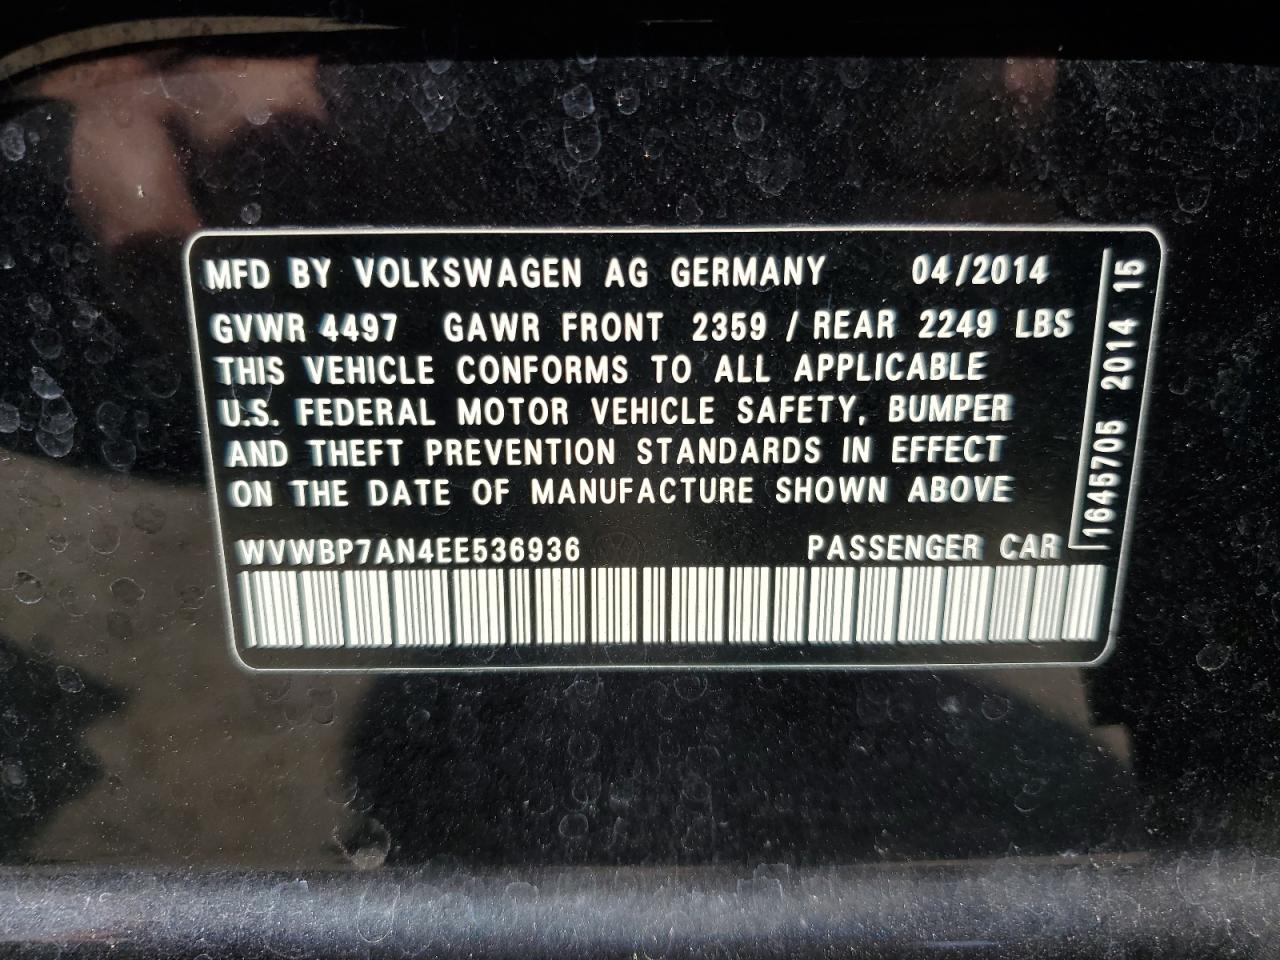 MFD BY VOLKSWAGEN AG GERMANY 04/2014
GVWR 4497 GAWR FRONT 2359 / REAR 2249 LBS
THIS VEHICLE CONFORMS TO ALL APPLICABLE
U.S. FEDERAL MOTOR VEHICLE SAFETY, BUMPER
AND THEFT PREVENTION STANDARDS IN EFFECT
ON THE DATE OF MANUFACTURE SHOWN ABOVE
WVWBP7AN4EE536936 PASSENGER CAR
1645705 2014 15